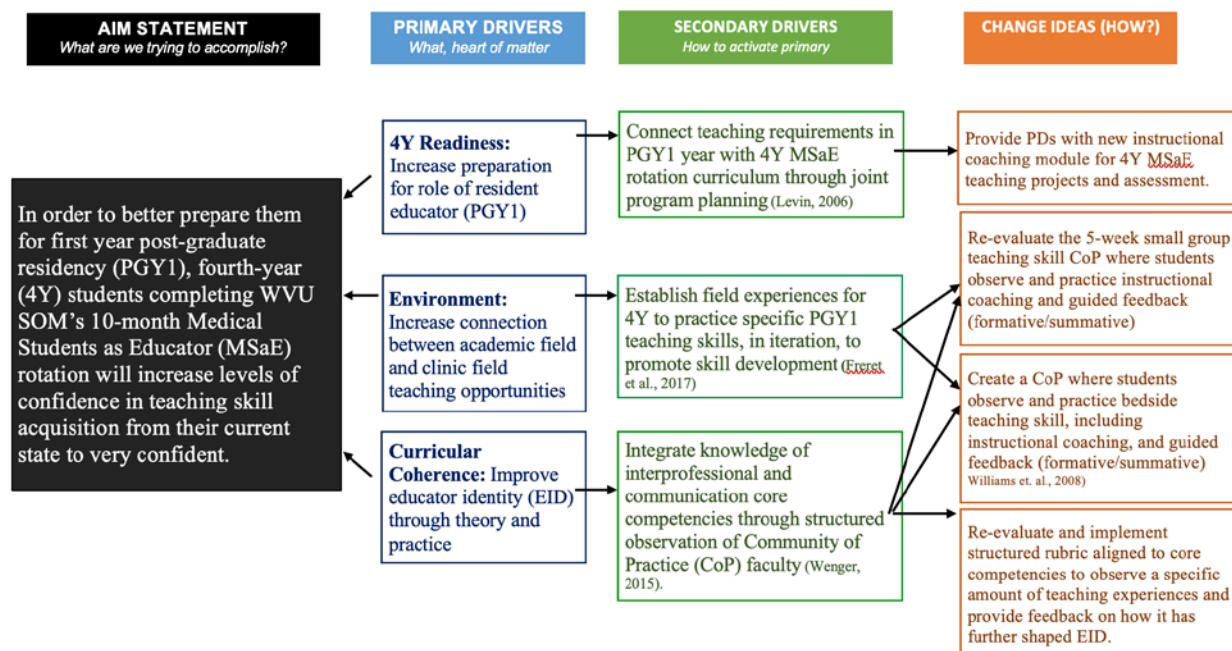 AIM STATEMENT
What are we trying to accomplish?
PRIMARY DRIVERS
What, heart of matter
SECONDARY DRIVERS
How to activate primary
CHANGE IDEAS (HOW?)
In order to better prepare them
for first year post-graduate
residency (PGY1), fourth-year
(4Y) students completing WVU
SOM's 10-month Medical
Students as Educator (MSaE)
rotation will increase levels of
confidence in teaching skill
acquisition from their current
state to very confident.
4Y Readiness:
Increase preparation
for role of resident
educator (PGY1)
Environment:
Increase connection
between academic field
and clinic field
teaching opportunities
Curricular
Coherence: Improve
educator identity (EID)
through theory and
practice
Connect teaching requirements in
PGY1 year with 4Y MSaE
rotation curriculum through joint
program planning (Levin, 2006)
Establish field experiences for
4Y to practice specific PGY1
teaching skills, in iteration, to
promote skill development (Freret
et al., 2017)
Integrate knowledge of
interprofessional and
communication core
competencies through structured
observation of Community of
Practice (CoP) faculty (Wenger,
2015).
Provide PDs with new instructional
coaching module for 4Y MSaE
teaching projects and assessment.
Re-evaluate the 5-week small group
teaching skill CoP where students
observe and practice instructional
coaching and guided feedback
(formative/summative)
Create a CoP where students
observe and practice bedside
teaching skill, including
instructional coaching, and guided
feedback (formative/summative)
Williams et. al., 2008)
Re-evaluate and implement
structured rubric aligned to core
competencies to observe a specific
amount of teaching experiences and
provide feedback on how it has
further shaped EID.